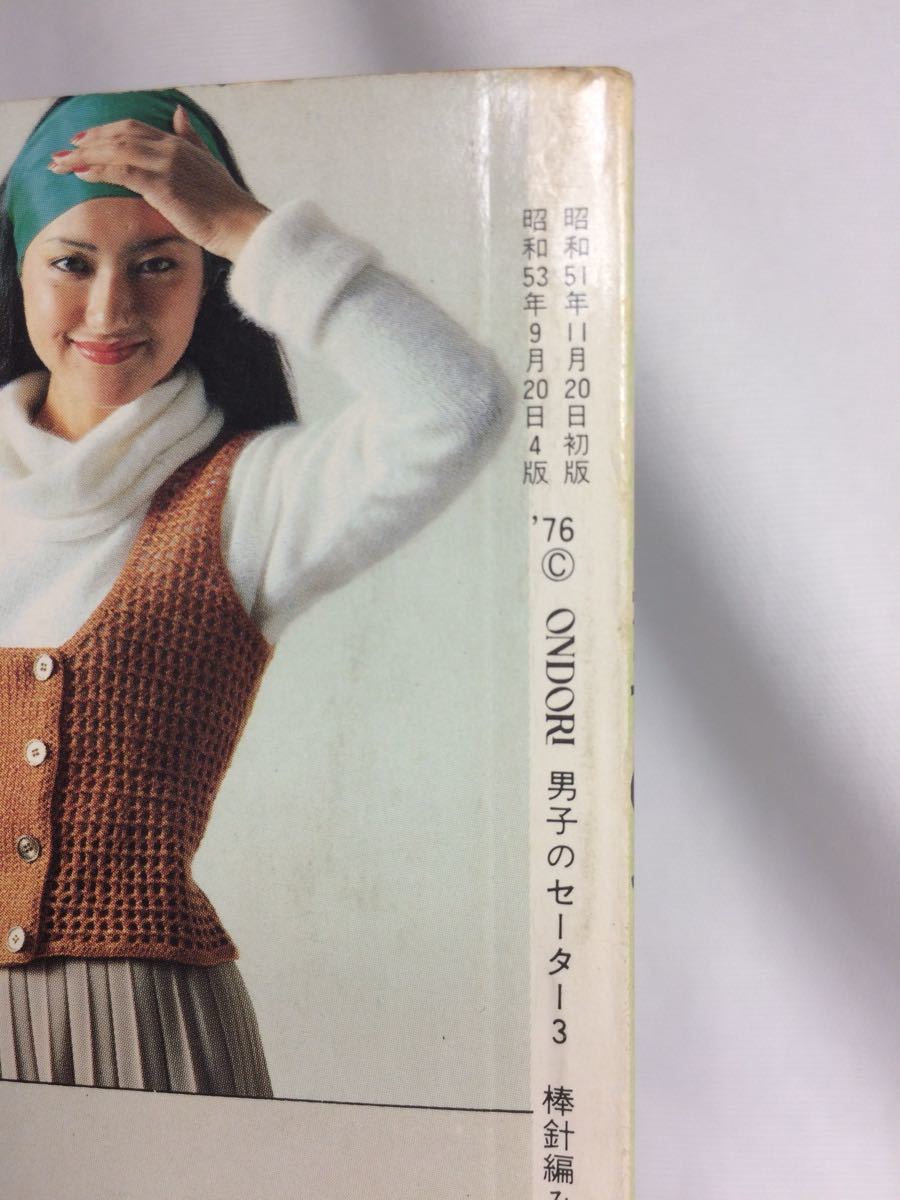 昭和51年11月20日初版
昭和53年9月20日4版
'76© ONDORI 男子のセーター3 棒針編み